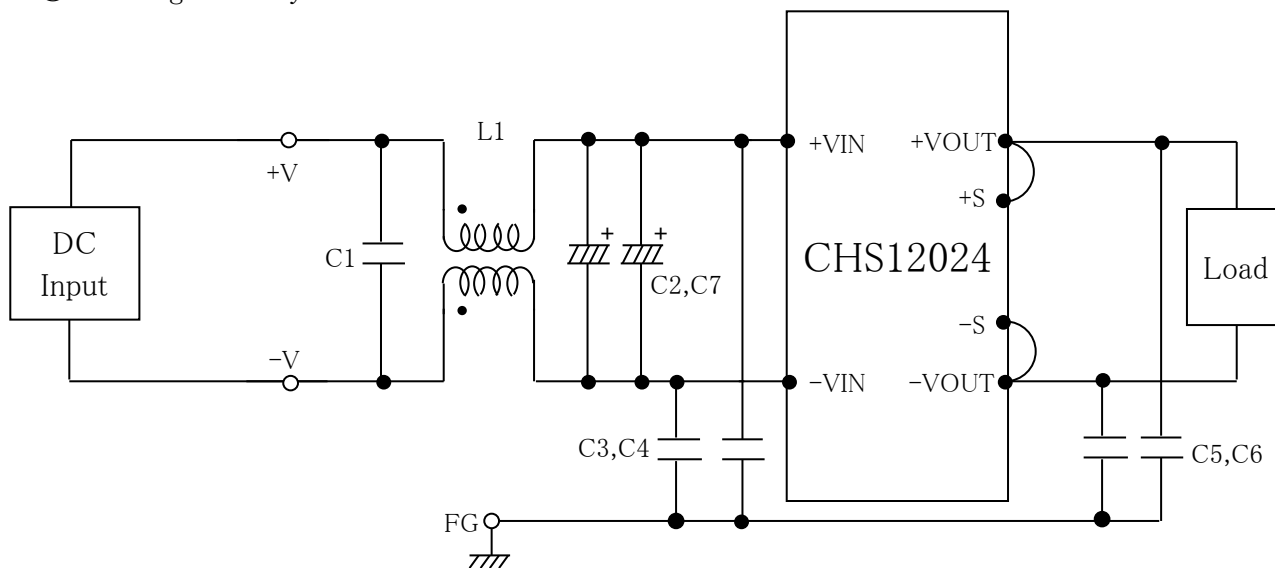 L1
+VIN
+VOUT
+V
+S
DC
Input
C1
+
+
C2,C7
CHS12024
Load
-S
-V
-VIN
-VOUT
C3,C4
C5,C6
FG